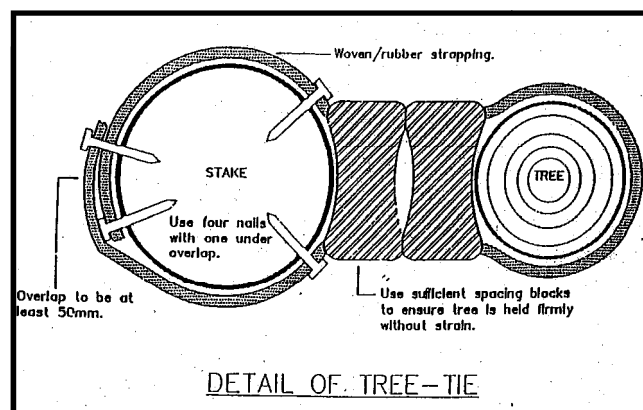 Woven/rubber strapping.
STAKE
TREE
Use four nails
with one under
overlap.
Overlap to be at
least 50mm.
Use sufficient spacing blocks
to ensure tree is held firmly
without strain.
DETAIL OF TREE-TIE